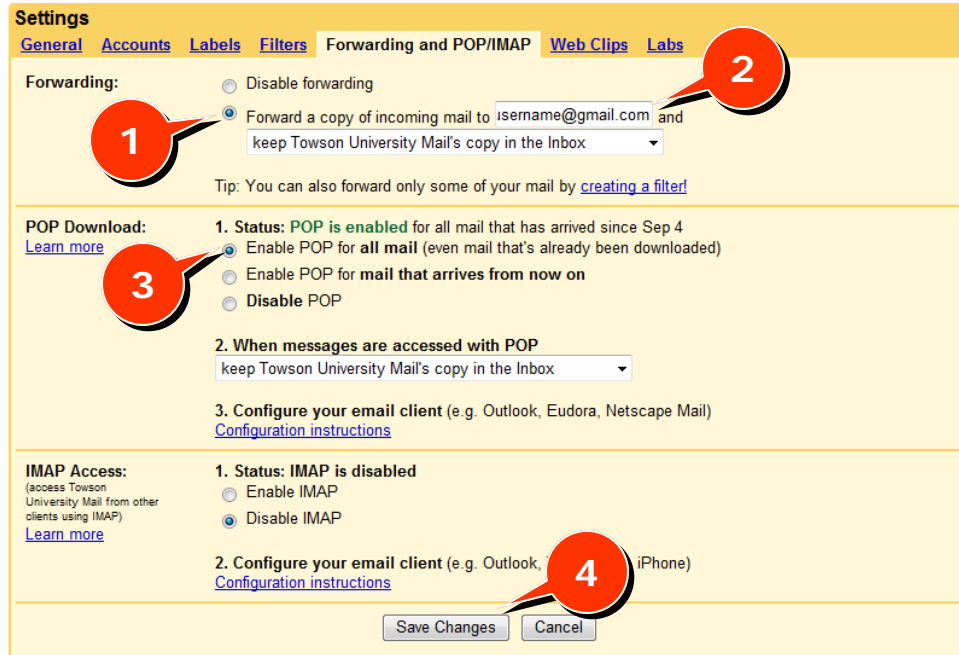 Settings
General Accounts Labels Filters Forwarding and POP/IMAP Web Clips Labs
Forwarding:
Disable forwarding
Forward a copy of incoming mail to username@gmail.com and
keep Towson University Mail's copy in the Inbox
Tip: You can also forward only some of your mail by creating a filter!
1
2
POP Download:
Learn more
1. Status: POP is enabled for all mail that has arrived since Sep 4
Enable POP for all mail (even mail that's already been downloaded)
Enable POP for mail that arrives from now on
Disable POP
3
2. When messages are accessed with POP
keep Towson University Mail's copy in the Inbox
3. Configure your email client (e.g. Outlook, Eudora, Netscape Mail)
Configuration instructions
IMAP Access:
(access Towson
University Mail from other
clients using IMAP)
Learn more
1. Status: IMAP is disabled
Enable IMAP
Disable IMAP
2. Configure your email client (e.g. Outlook, iPhone)
Configuration instructions
4
Save Changes Cancel